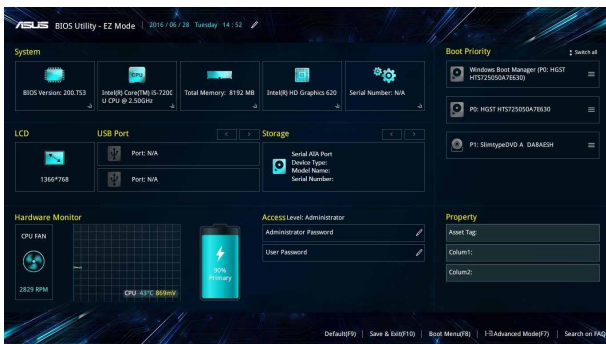 ASUS BIOS Utility - EZ Mode | 2016/06/28 Tuesday 14:52
System
BIOS Version: 200.T53
CPU
Intel(R) Core(TM) i5-7200U CPU @ 2.50GHz
Total Memory: 8192 MB
Intel(R) HD Graphics 620
Serial Number: N/A
Boot Priority
Switch all
Windows Boot Manager (P0: HGST
HTS725050A7E630)
P0: HGST HTS725050A7E630
P1: SlimtypeDVD A DA8AESH
LCD
1366*768
USB Port
Port: N/A
Port: N/A
Storage
Serial ATA Port
Device Type:
Model Name:
Serial Number:
Hardware Monitor
CPU FAN
2829 RPM
CPU 43°C 869mV
90%
Primary
Access Level: Administrator
Administrator Password
User Password
Property
Asset Tag:
Colum1:
Colum2:
Default(F9) | Save & Exit(F10) | Boot Menu(F8) | Advanced Mode(F7) | Search on FAQ